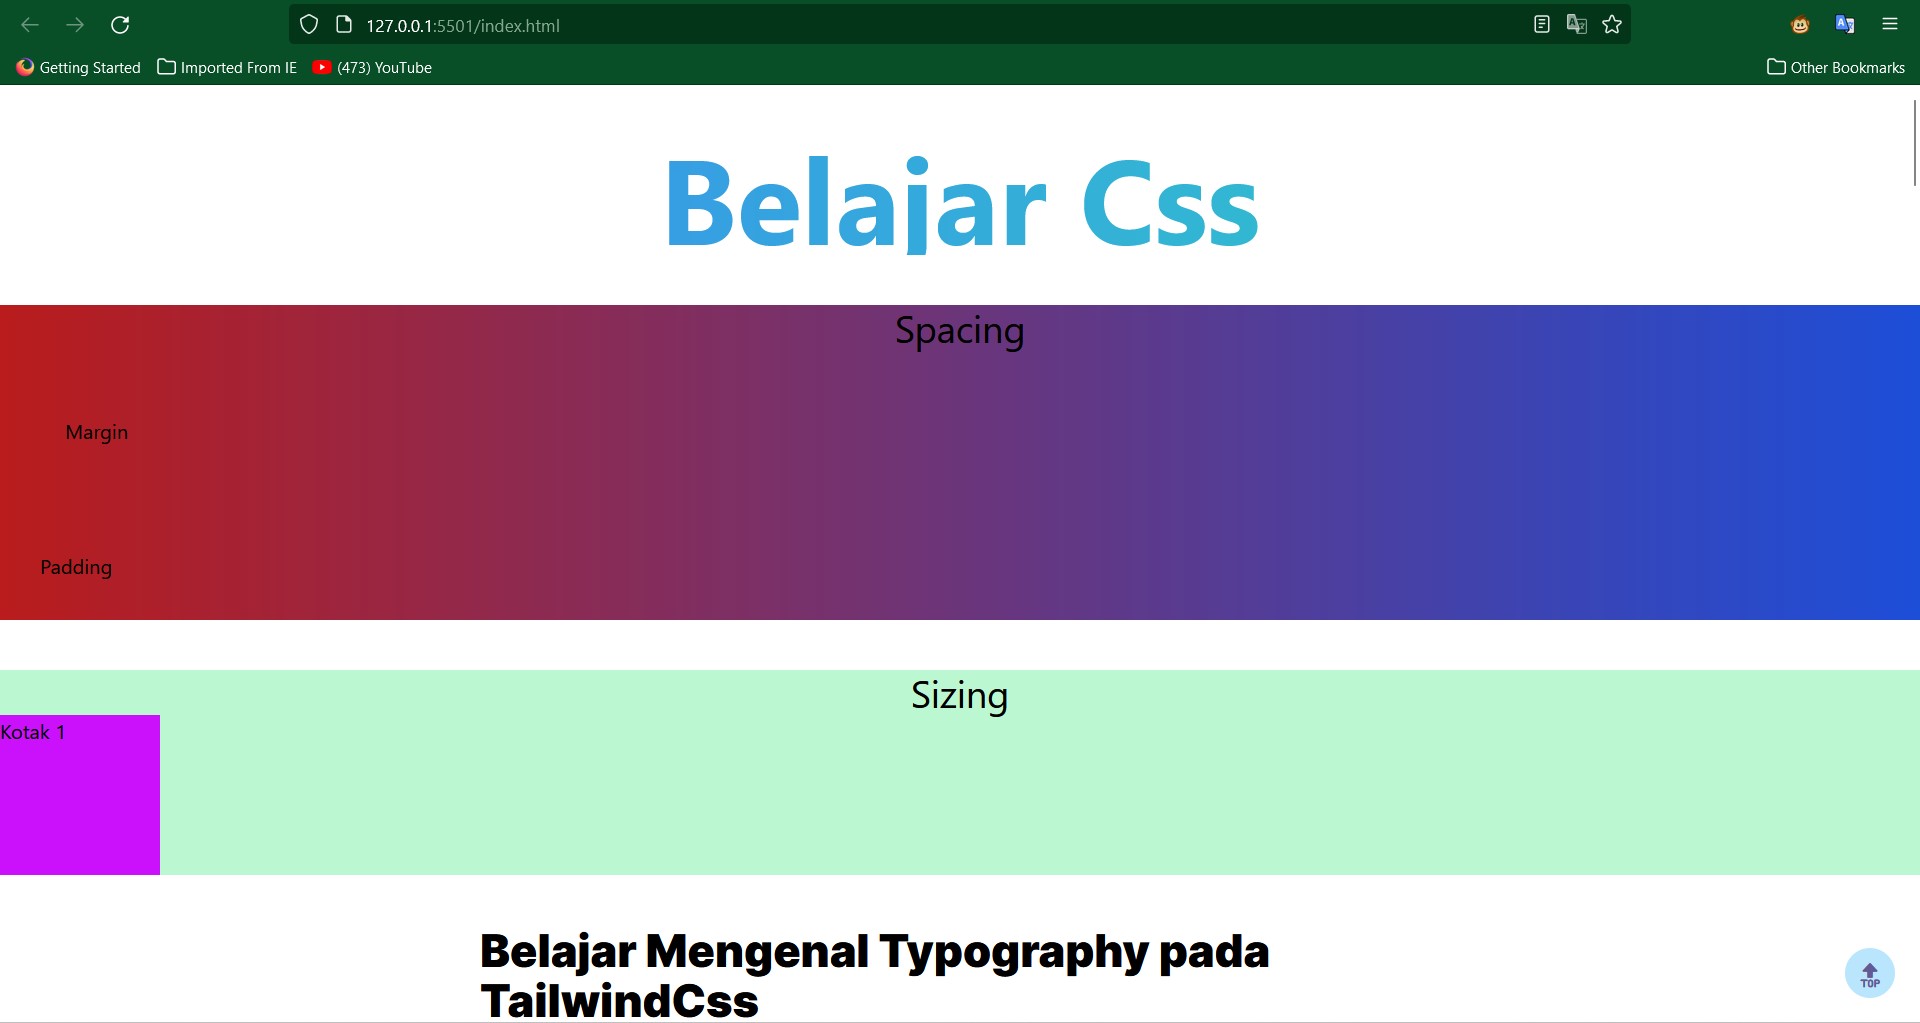 127.0.0.1:5501/index.html
Getting Started Imported From IE (473) YouTube Other Bookmarks
Belajar Css
Spacing
Margin
Padding
Sizing
Kotak 1
Belajar Mengenal Typography pada
TailwindCss
TOP